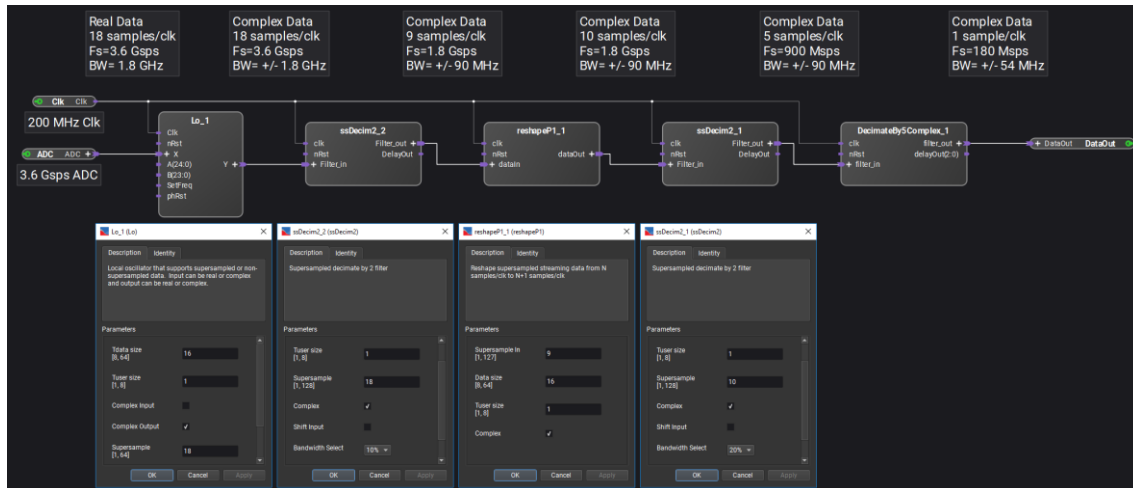 Real Data
18 samples/clk
Fs=3.6 Gsps
BW= 1.8 GHz
Complex Data
18 samples/clk
Fs=3.6 Gsps
BW= +/- 1.8 GHz
Complex Data
9 samples/clk
Fs=1.8 Gsps
BW= +/- 90 MHz
Complex Data
10 samples/clk
Fs=1.8 Gsps
BW= +/- 90 MHz
Complex Data
5 samples/clk
Fs=900 Msps
BW= +/- 90 MHz
Complex Data
1 sample/clk
Fs=180 Msps
BW= +/- 54 MHz
Clk Clk
200 MHz Clk
ADC ADC +
3.6 Gsps ADC
Lo_1
Clk
nRst
+ X
A(24:0)
B(23:0)
SetFreq
phRst
Y +
ssDecim2_2
clk
nRst
+ Filter_in
Filter_out +
DelayOut
reshapeP1_1
clk
nRst
+ dataIn
dataOut +
ssDecim2_1
clk
nRst
+ Filter_in
Filter_out +
DelayOut
DecimateBy5Complex_1
clk
nRst
+ filter_in
filter_out +
delayOut(2:0)
+ DataOut DataOut
Lo_1 (Lo)
Description Identity
Local oscillator that supports supersampled or non-
supersampled data. Input can be real or complex
and output can be real or complex.
Parameters
Tdata size
[8, 64]
16
Tuser size
[1, 8]
1
Complex Input
Complex Output
Supersample
[1, 64]
18
OK Cancel Apply
ssDecim2_2 (ssDecim2)
Description Identity
Supersampled decimate by 2 filter
Parameters
Tuser size
[1, 8]
1
Supersample
[1, 128]
18
Complex
Shift Input
Bandwidth Select 10%
OK Cancel Apply
reshapeP1_1 (reshapeP1)
Description Identity
Reshape supersampled streaming data from N
samples/clk to N+1 samples/clk
Parameters
Supersample In
[1, 127]
9
Data size
[8, 64]
16
Tuser size
[1, 8]
1
Complex
OK Cancel Apply
ssDecim2_1 (ssDecim2)
Description Identity
Supersampled decimate by 2 filter
Parameters
Tuser size
[1, 8]
1
Supersample
[1, 128]
10
Complex
Shift Input
Bandwidth Select 20%
OK Cancel Apply